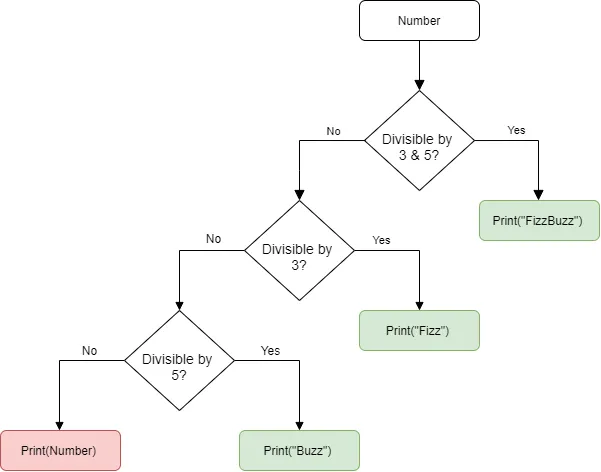 Number
Divisible by
3 & 5?
No
Yes
Print("FizzBuzz")
Divisible by
3?
No
Yes
Print("Fizz")
Divisible by
5?
No
Yes
Print(Number)
Print("Buzz")